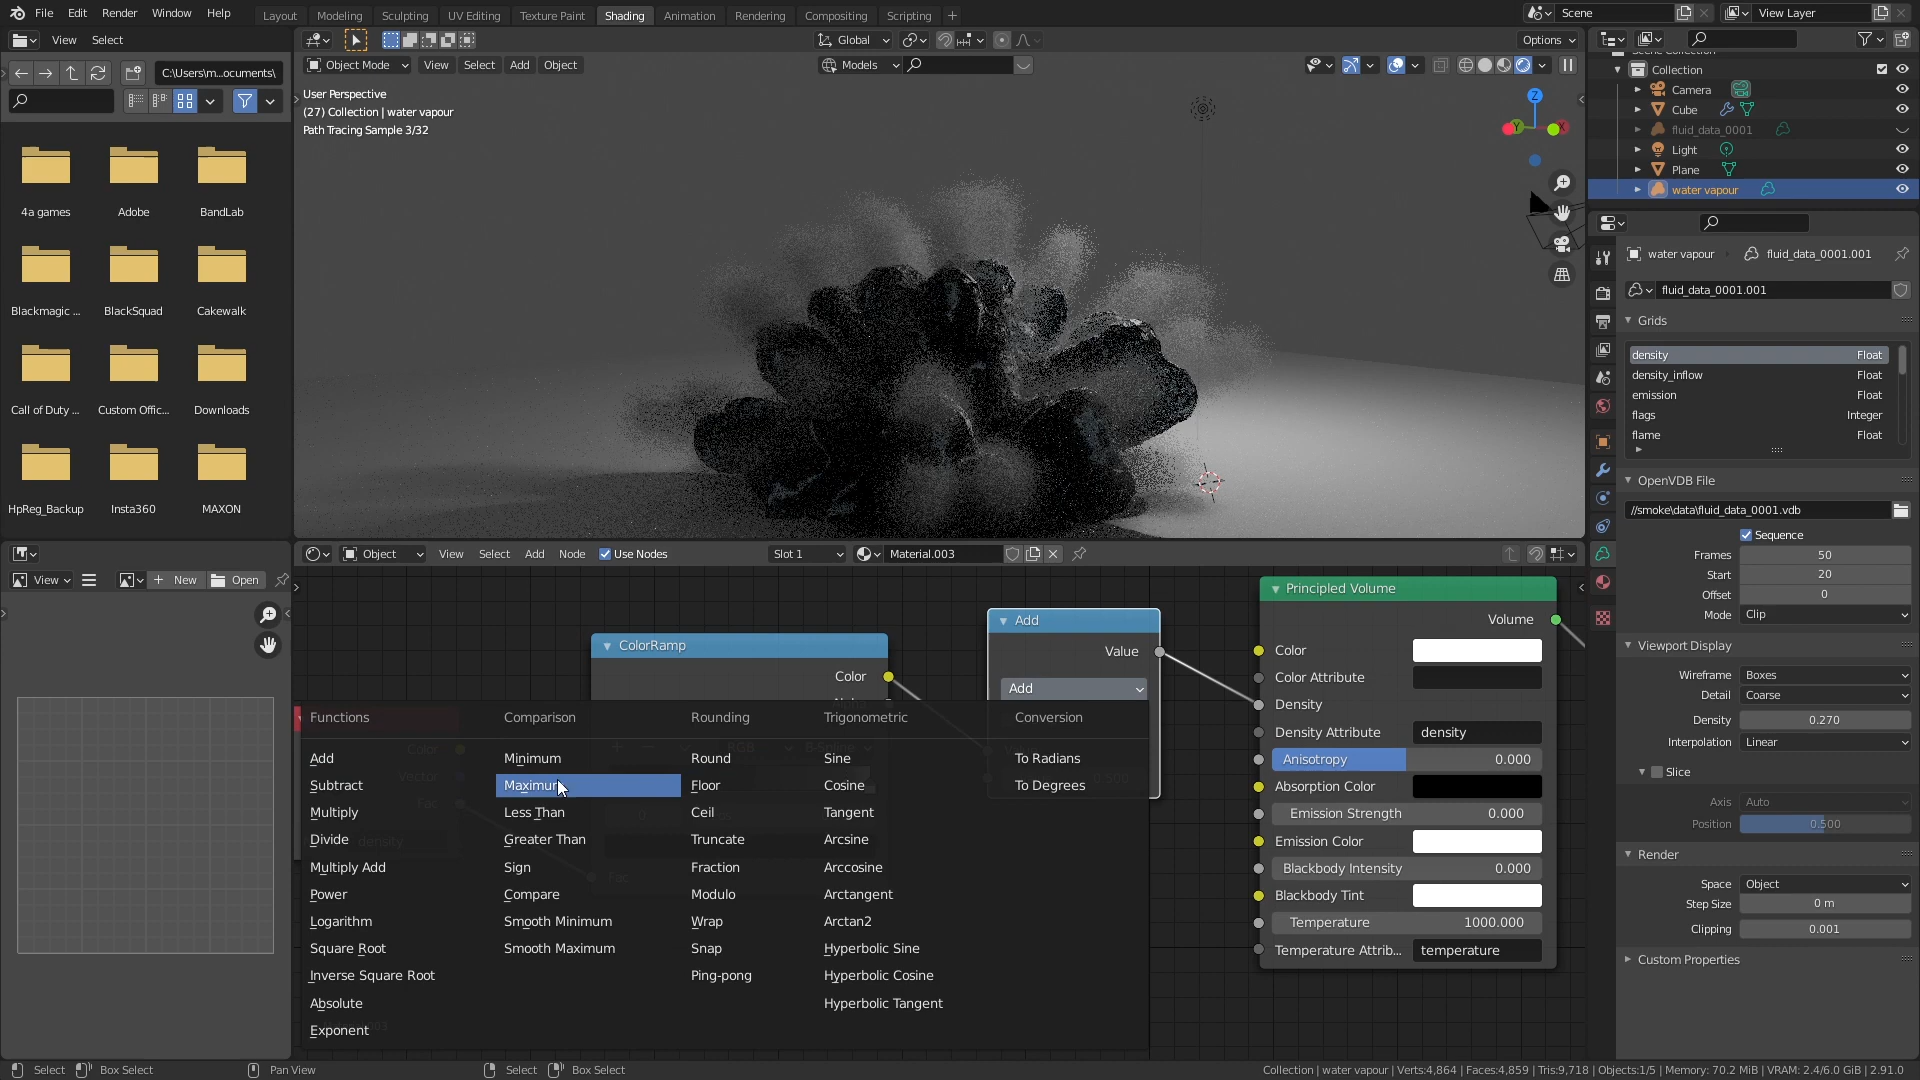 File Edit Render Window Help
Layout Modeling Sculpting UV Editing Texture Paint Shading Animation Rendering Compositing Scripting +
Scene
View Layer
View Select
C:\Users\m...ocuments\
4a games Adobe BandLab
Blackmagic ... BlackSquad Cakewalk
Call of Duty ... Custom Offic... Downloads
HpReg_Backup Insta360 MAXON
View New Open
Global
Options
Object Mode View Select Add Object
Models
User Perspective
(27) Collection | water vapour
Path Tracing Sample 3/32
Z
Y
X
Object View Select Add Node Use Nodes Slot 1 Material.003
ColorRamp
Color
Add
Value
Add
Functions Comparison Rounding Trigonometric Conversion
Add Minimum Round Sine To Radians
Subtract Maximum Floor Cosine To Degrees
Multiply Less Than Ceil Tangent
Divide Greater Than Truncate Arcsine
Multiply Add Sign Fraction Arccosine
Power Compare Modulo Arctangent
Logarithm Smooth Minimum Wrap Arctan2
Square Root Smooth Maximum Snap Hyperbolic Sine
Inverse Square Root Ping-pong Hyperbolic Cosine
Absolute Hyperbolic Tangent
Exponent
Principled Volume
Volume
Color
Color Attribute
Density
Density Attribute density
Anisotropy 0.000
Absorption Color
Emission Strength 0.000
Emission Color
Blackbody Intensity 0.000
Blackbody Tint
Temperature 1000.000
Temperature Attrib... temperature
Collection
Camera
Cube
fluid_data_0001
Light
Plane
water vapour
water vapour fluid_data_0001.001
fluid_data_0001.001
Grids
density Float
density_inflow Float
emission Float
flags Integer
flame Float
OpenVDB File
//smoke\data\fluid_data_0001.vdb
Sequence
Frames 50
Start 20
Offset 0
Mode Clip
Viewport Display
Wireframe Boxes
Detail Coarse
Density 0.270
Interpolation Linear
Slice
Axis Auto
Position 0.500
Render
Space Object
Step Size 0 m
Clipping 0.001
Custom Properties
Select Box Select Pan View Select Box Select
Collection | water vapour | Verts:4,864 | Faces:4,859 | Tris:9,718 | Objects:1/5 | Memory: 70.2 MiB | VRAM: 2.4/6.0 GiB | 2.91.0